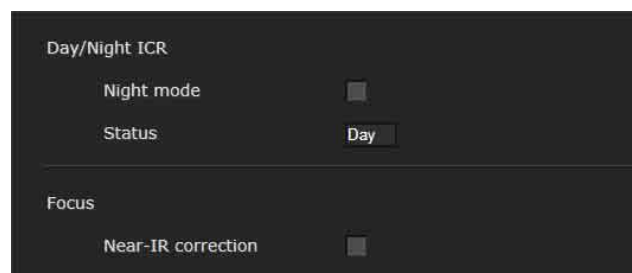 Day/Night ICR
Night mode
Status Day
Focus
Near-IR correction